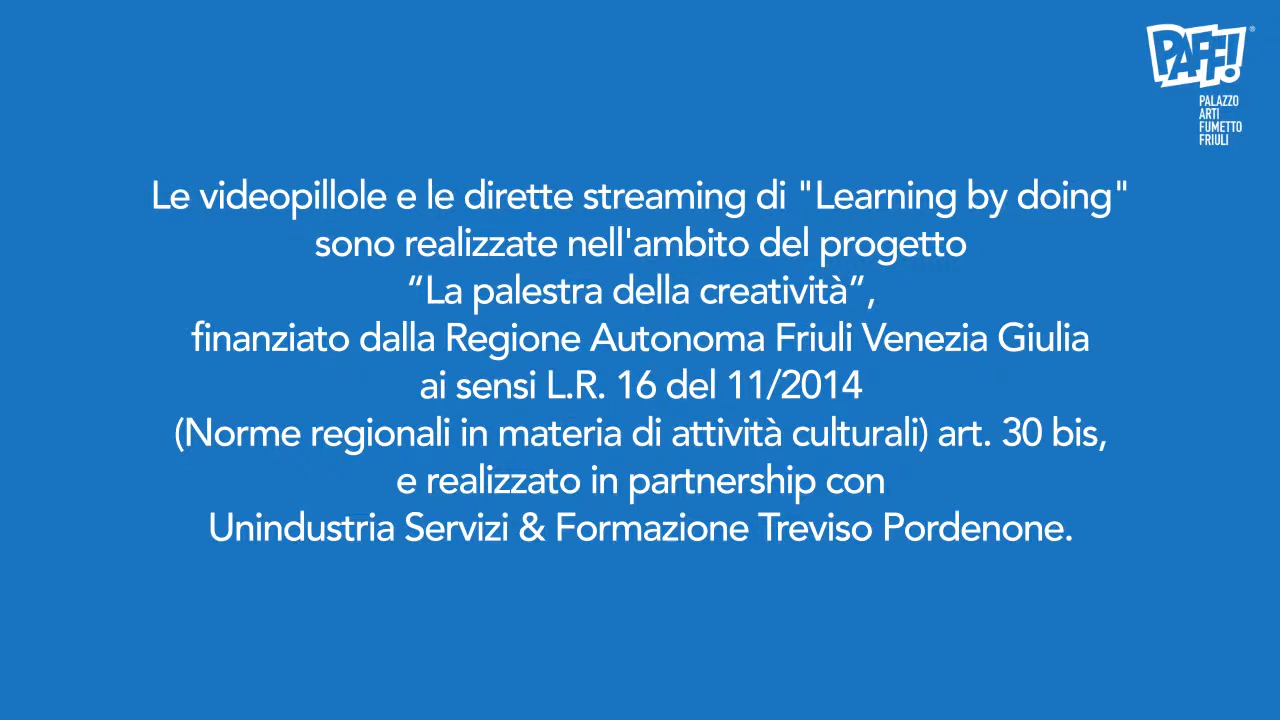 PAFF!®
PALAZZO
ARTI
FUMETTO
FRIULI
Le videopillole e le dirette streaming di "Learning by doing"
sono realizzate nell'ambito del progetto
“La palestra della creatività”,
finanziato dalla Regione Autonoma Friuli Venezia Giulia
ai sensi L.R. 16 del 11/2014
(Norme regionali in materia di attività culturali) art. 30 bis,
e realizzato in partnership con
Unindustria Servizi & Formazione Treviso Pordenone.